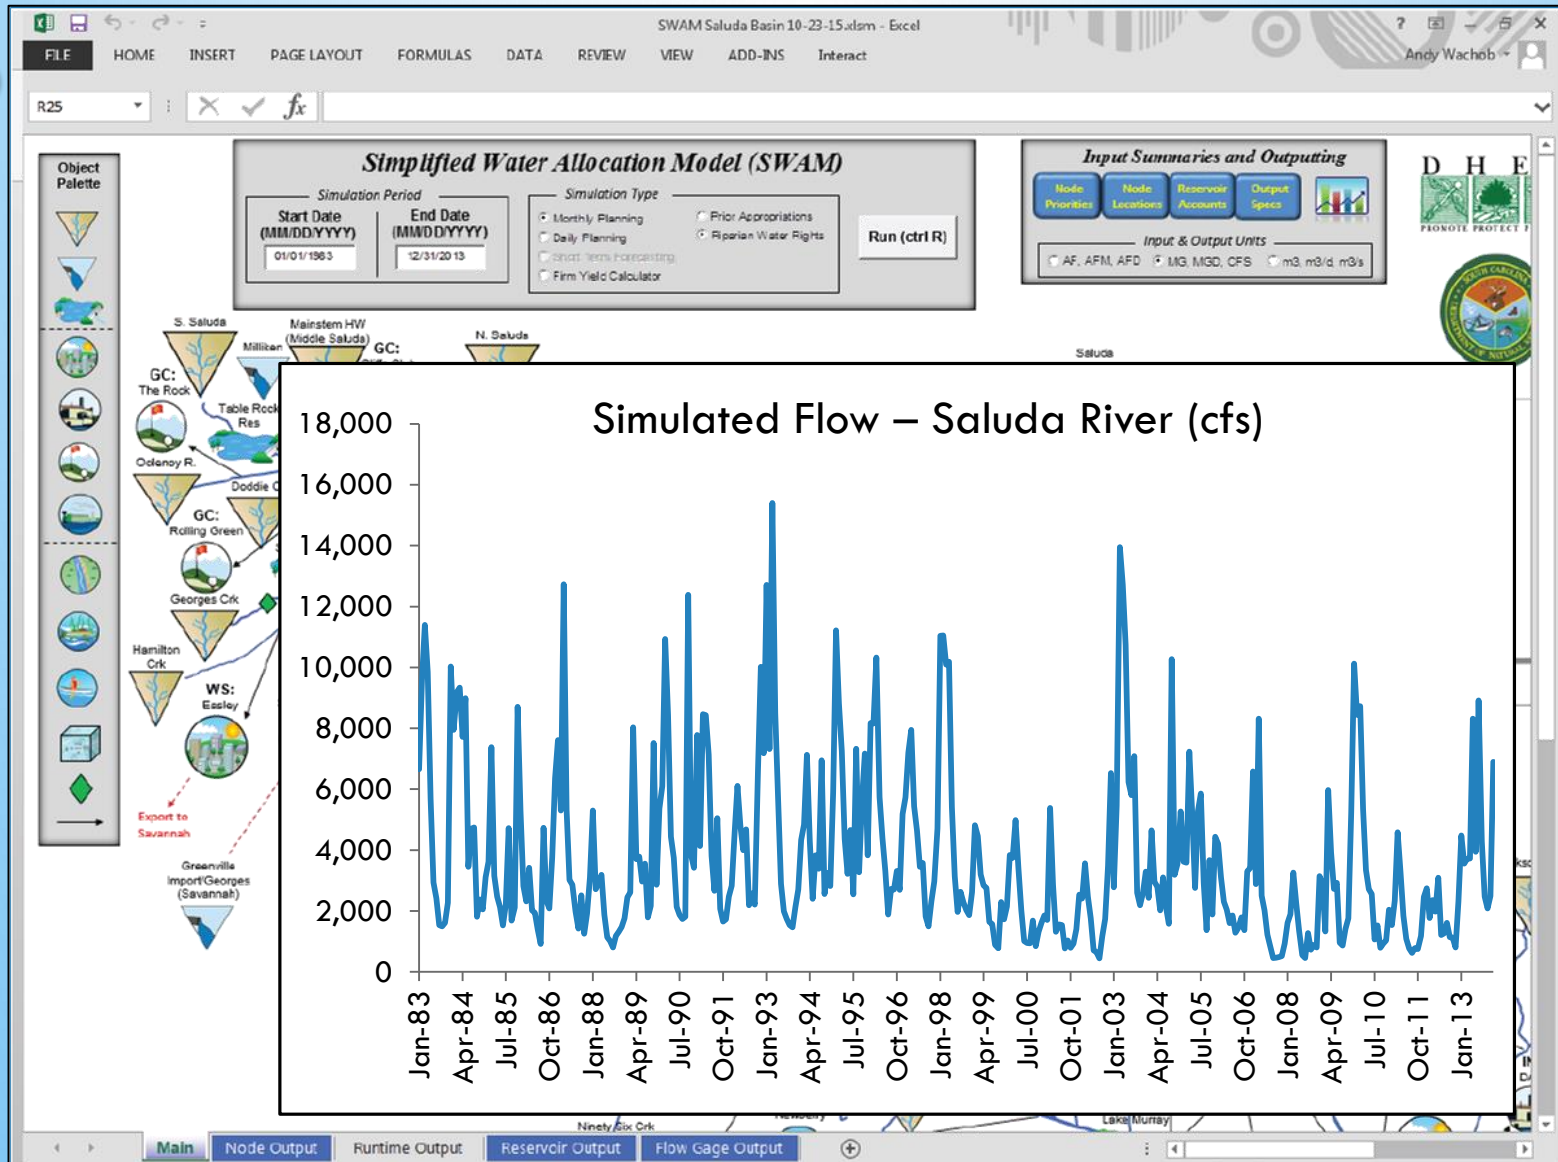 SWAM Saluda Basin 10-23-15.xlsm - Excel
FILE HOME INSERT PAGE LAYOUT FORMULAS DATA REVIEW VIEW ADD-INS Interact
Andy Wachob
R25
fx
Object
Palette
Simplified Water Allocation Model (SWAM)
Simulation Period
Start Date
(MM/DD/YYYY)
01/01/1983
End Date
(MM/DD/YYYY)
12/31/2013
Simulation Type
Monthly Planning
Daily Planning
Short Term Forecasting
Firm Yield Calculator
Prior Appropriations
Riparian Water Rights
Run (ctrl R)
Input Summaries and Outputting
Node
Priorities
Node
Locations
Reservoir
Accounts
Output
Specs
Input & Output Units
AF, AFM, AFD MG, MGD, CFS m3, m3/d, m3/s
D H E
PROMOTE PROTECT
S. Saluda
Milliken
Mainstem HW
(Middle Saluda)
GC:
N. Saluda
Saluda
GC:
The Rock
Table Rock
Res
Oolenoy R.
Doddie
GC:
Rolling Green
Georges Crk
Hamilton
Crk
WS:
Easley
Export to
Savannah
Greenville
Import/Georges
(Savannah)
Simulated Flow – Saluda River (cfs)
18,000
16,000
14,000
12,000
10,000
8,000
6,000
4,000
2,000
0
Jan-83
Apr-84
Jul-85
Oct-86
Jan-88
Apr-89
Jul-90
Oct-91
Jan-93
Apr-94
Jul-95
Oct-96
Jan-98
Apr-99
Jul-00
Oct-01
Jan-03
Apr-04
Jul-05
Oct-06
Jan-08
Apr-09
Jul-10
Oct-11
Jan-13
Ninety Six Crk
Newberry
Lake Murray
Main Node Output Runtime Output Reservoir Output Flow Gage Output